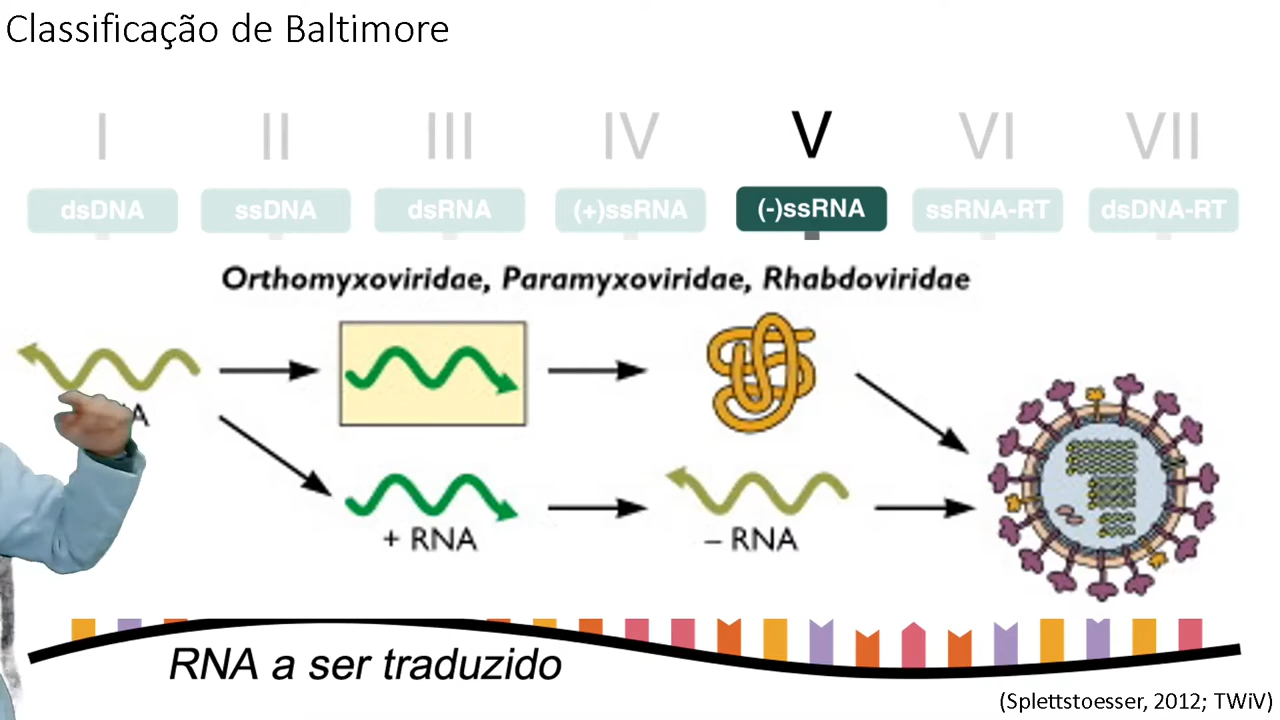 Classificação de Baltimore
I II III IV V VI VII
dsDNA ssDNA dsRNA (+)ssRNA (-)ssRNA ssRNA-RT dsDNA-RT
Orthomyxoviridae, Paramyxoviridae, Rhabdoviridae
+ RNA – RNA
RNA a ser traduzido
(Splettstoesser, 2012; TWiV)